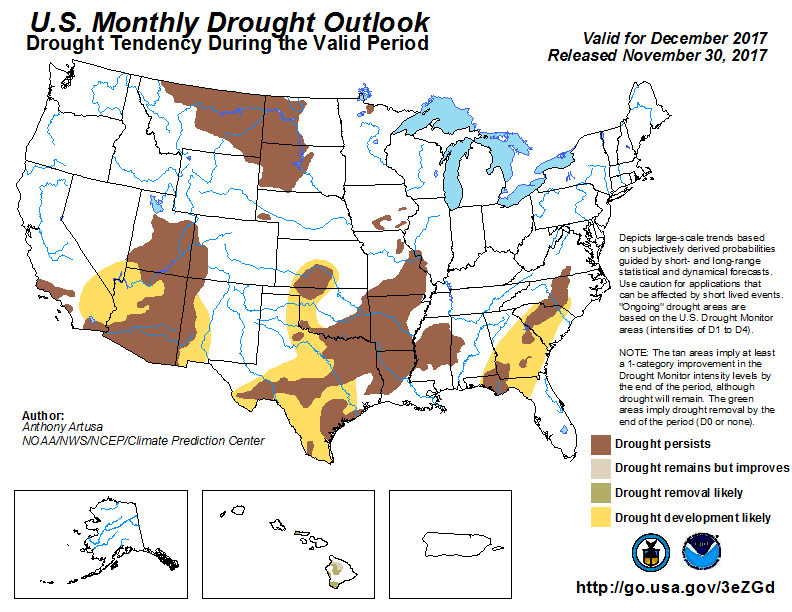 U.S. Monthly Drought Outlook
Drought Tendency During the Valid Period
Valid for December 2017
Released November 30, 2017
Depicts large-scale trends based
on subjectively derived probabilities
guided by short- and long-range
statistical and dynamical forecasts.
Use caution for applications that
can be affected by short lived events.
"Ongoing" drought areas are
based on the U.S. Drought Monitor
areas (intensities of D1 to D4).
NOTE: The tan areas imply at least
a 1-category improvement in the
Drought Monitor intensity levels by
the end of the period, although
drought will remain. The green
areas imply drought removal by the
end of the period (D0 or none).
Author:
Anthony Artusa
NOAA/NWS/NCEP/Climate Prediction Center
Drought persists
Drought remains but improves
Drought removal likely
Drought development likely
http://go.usa.gov/3eZGd